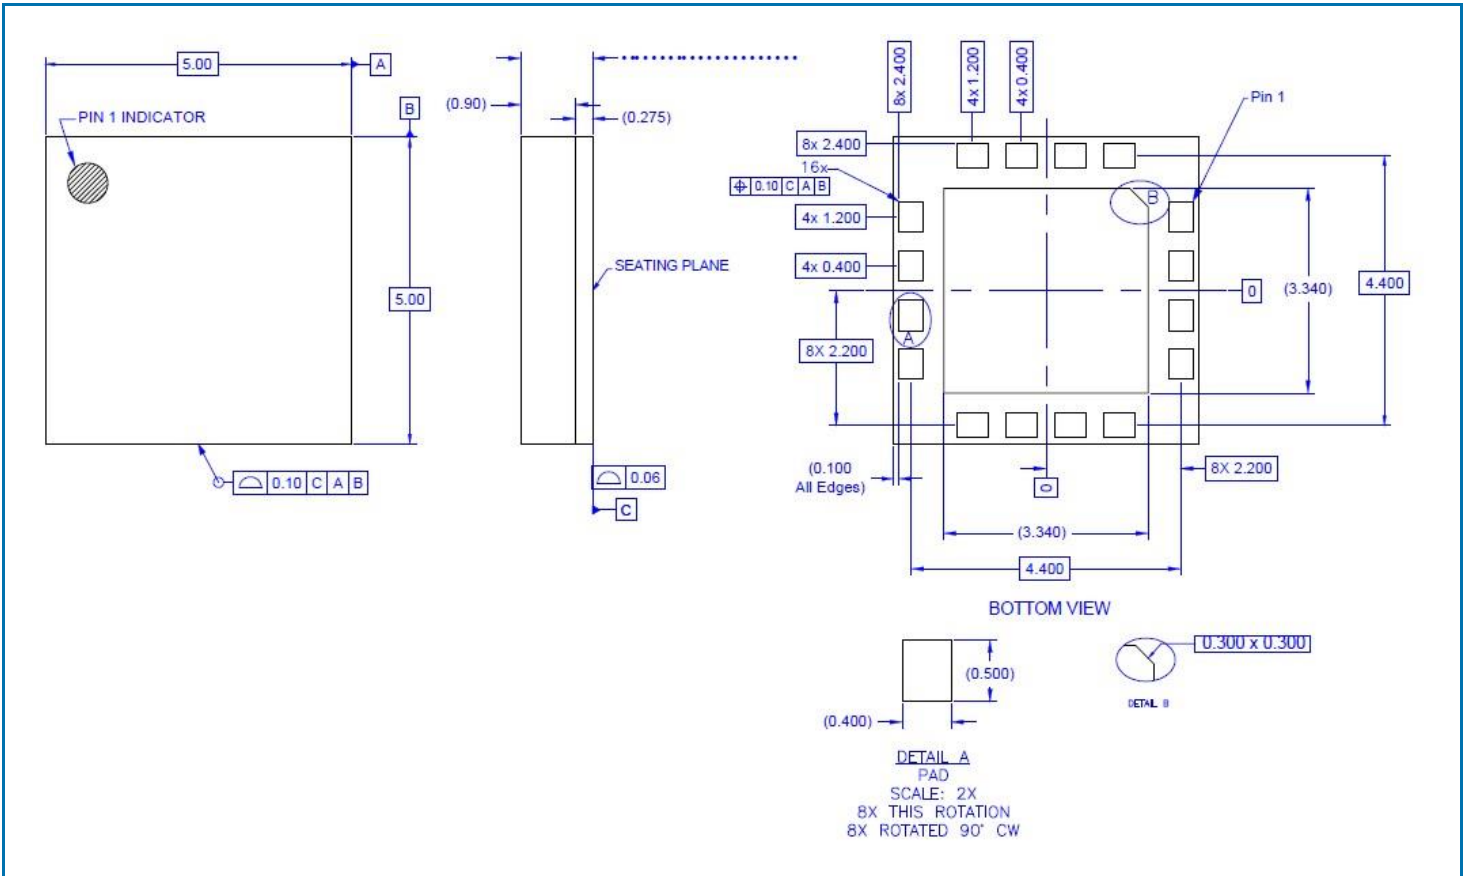 5.00
A
B
PIN 1 INDICATOR
5.00
0.10 C A B
(0.90)
(0.275)
SEATING PLANE
0.06
C
8x 2.400
4x 1.200
4x 0.400
Pin 1
8x 2.400
16x
0.10 C A B
4x 1.200
4x 0.400
8X 2.200
A
B
0
(3.340)
4.400
(0.100
All Edges)
0
8X 2.200
(3.340)
4.400
BOTTOM VIEW
(0.500)
(0.400)
DETAIL A
PAD
SCALE: 2X
8X THIS ROTATION
8X ROTATED 90° CW
0.300 x 0.300
DETAIL B